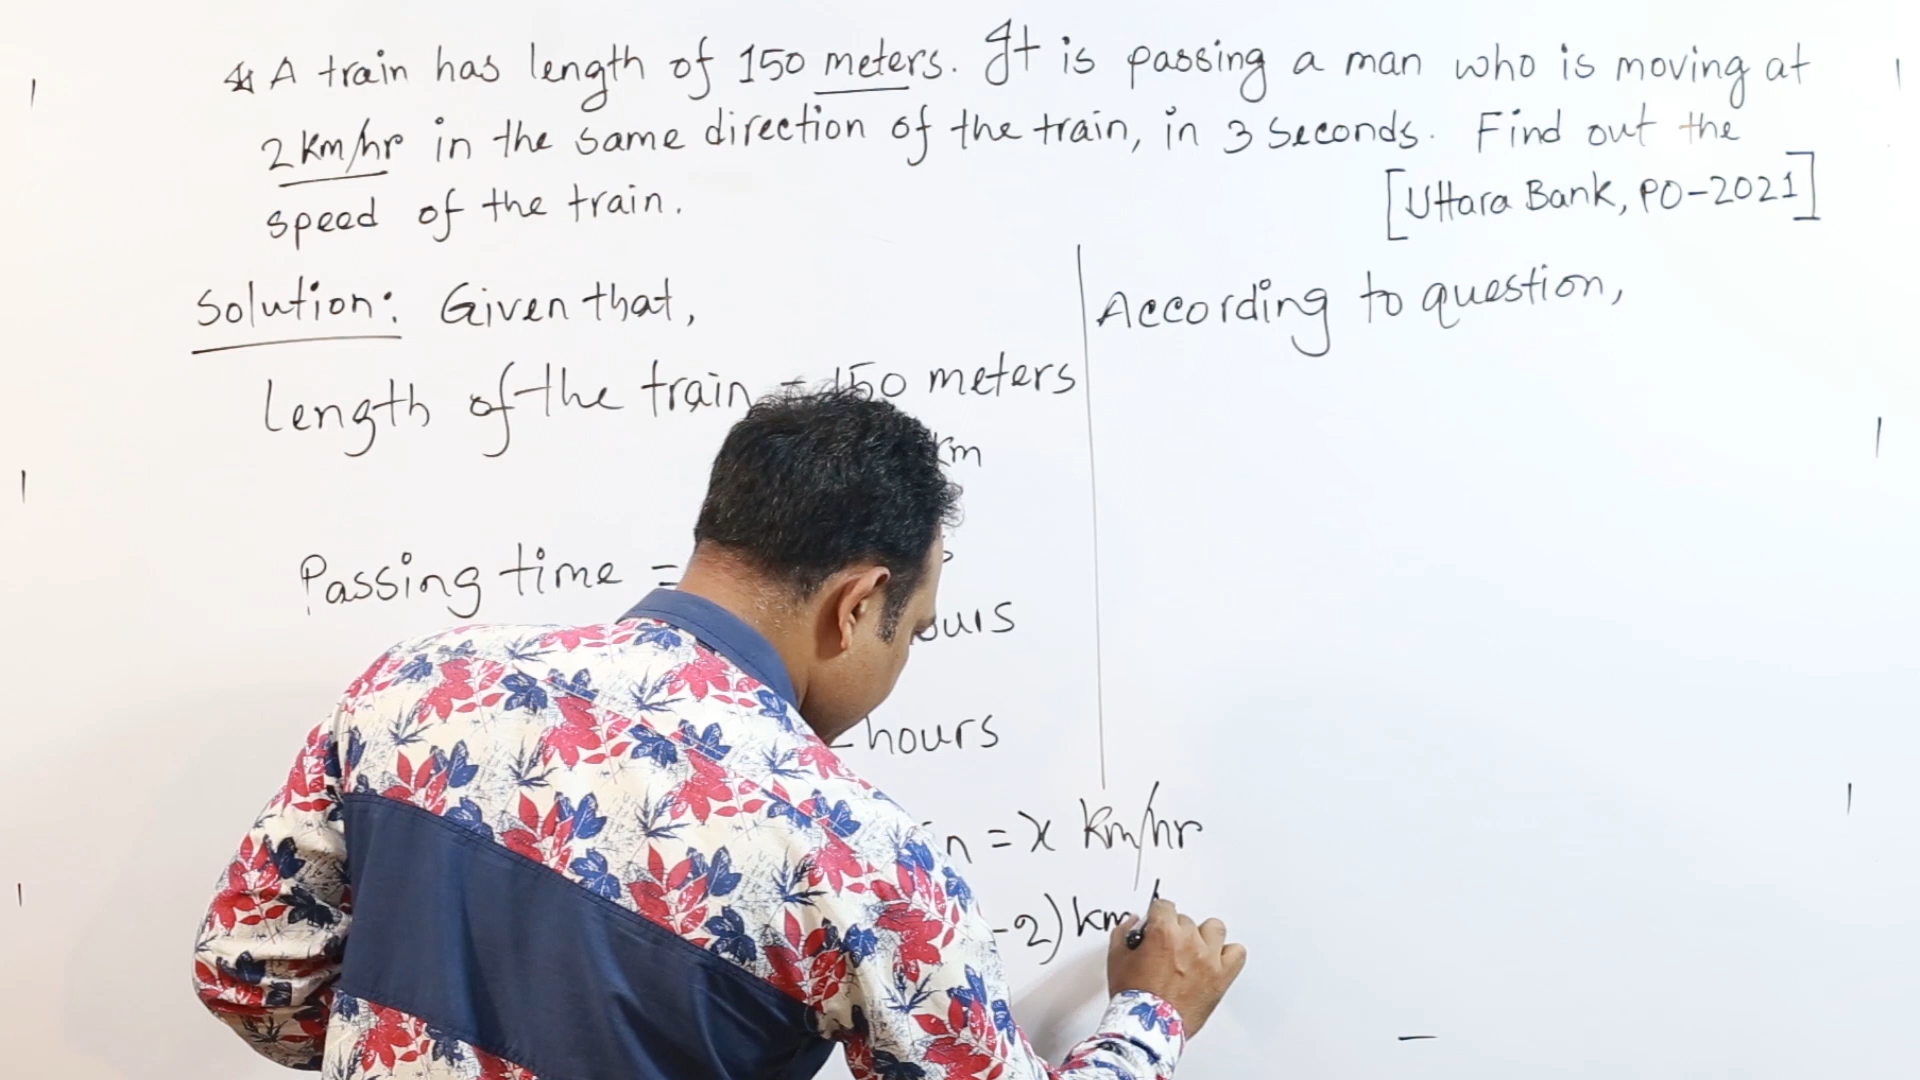 A train has length of 150 meters. It is passing a man who is moving at
2 km/hr in the same direction of the train, in 3 seconds. Find out the
speed of the train.
[Uttara Bank, PO-2021]
Solution: Given that,
Length of the train = 150 meters
km
Passing time =
hours
= x km/hr
-2) km/
According to question,